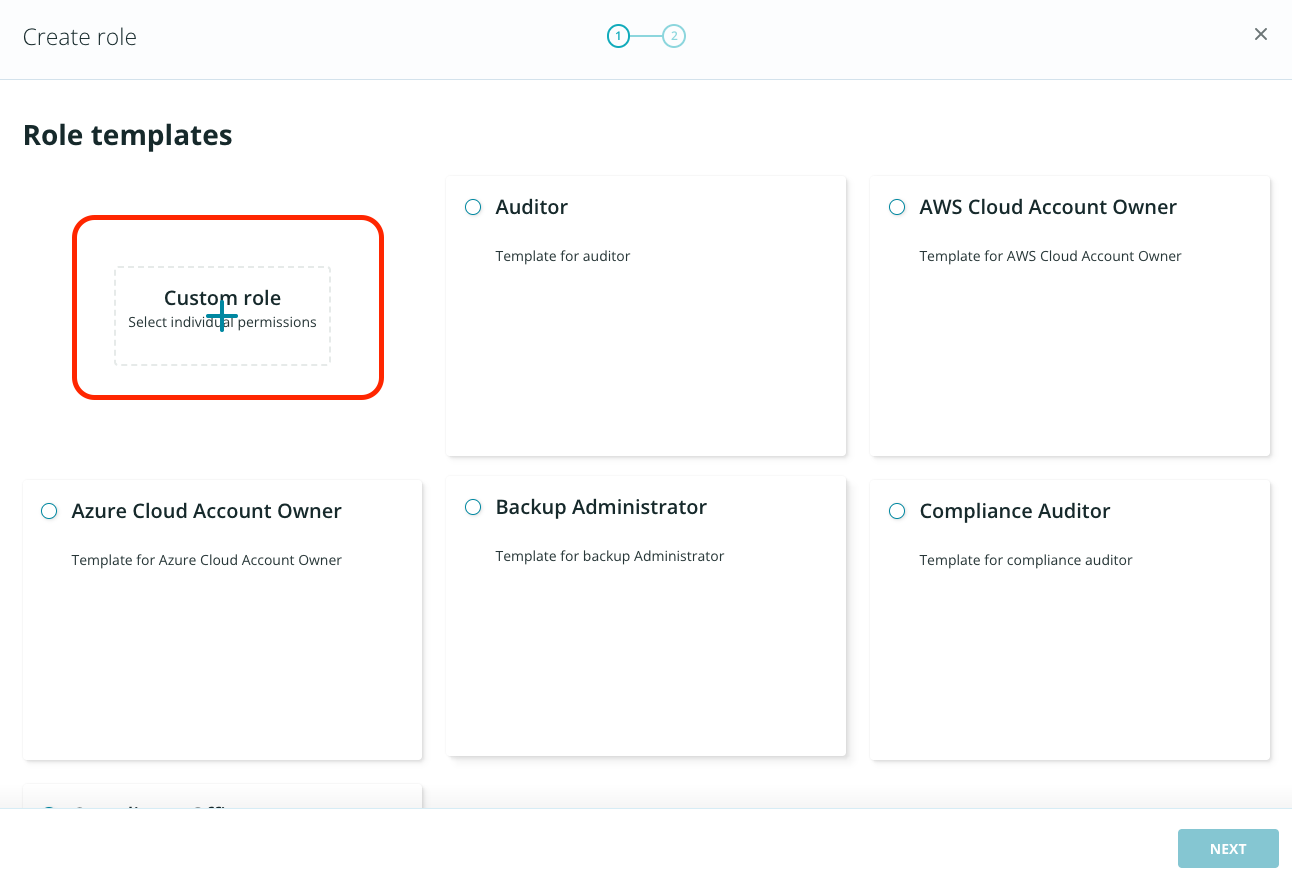 Create role
1
2
Role templates
Custom role
Select individual permissions
Auditor
Template for auditor
AWS Cloud Account Owner
Template for AWS Cloud Account Owner
Azure Cloud Account Owner
Template for Azure Cloud Account Owner
Backup Administrator
Template for backup Administrator
Compliance Auditor
Template for compliance auditor
NEXT